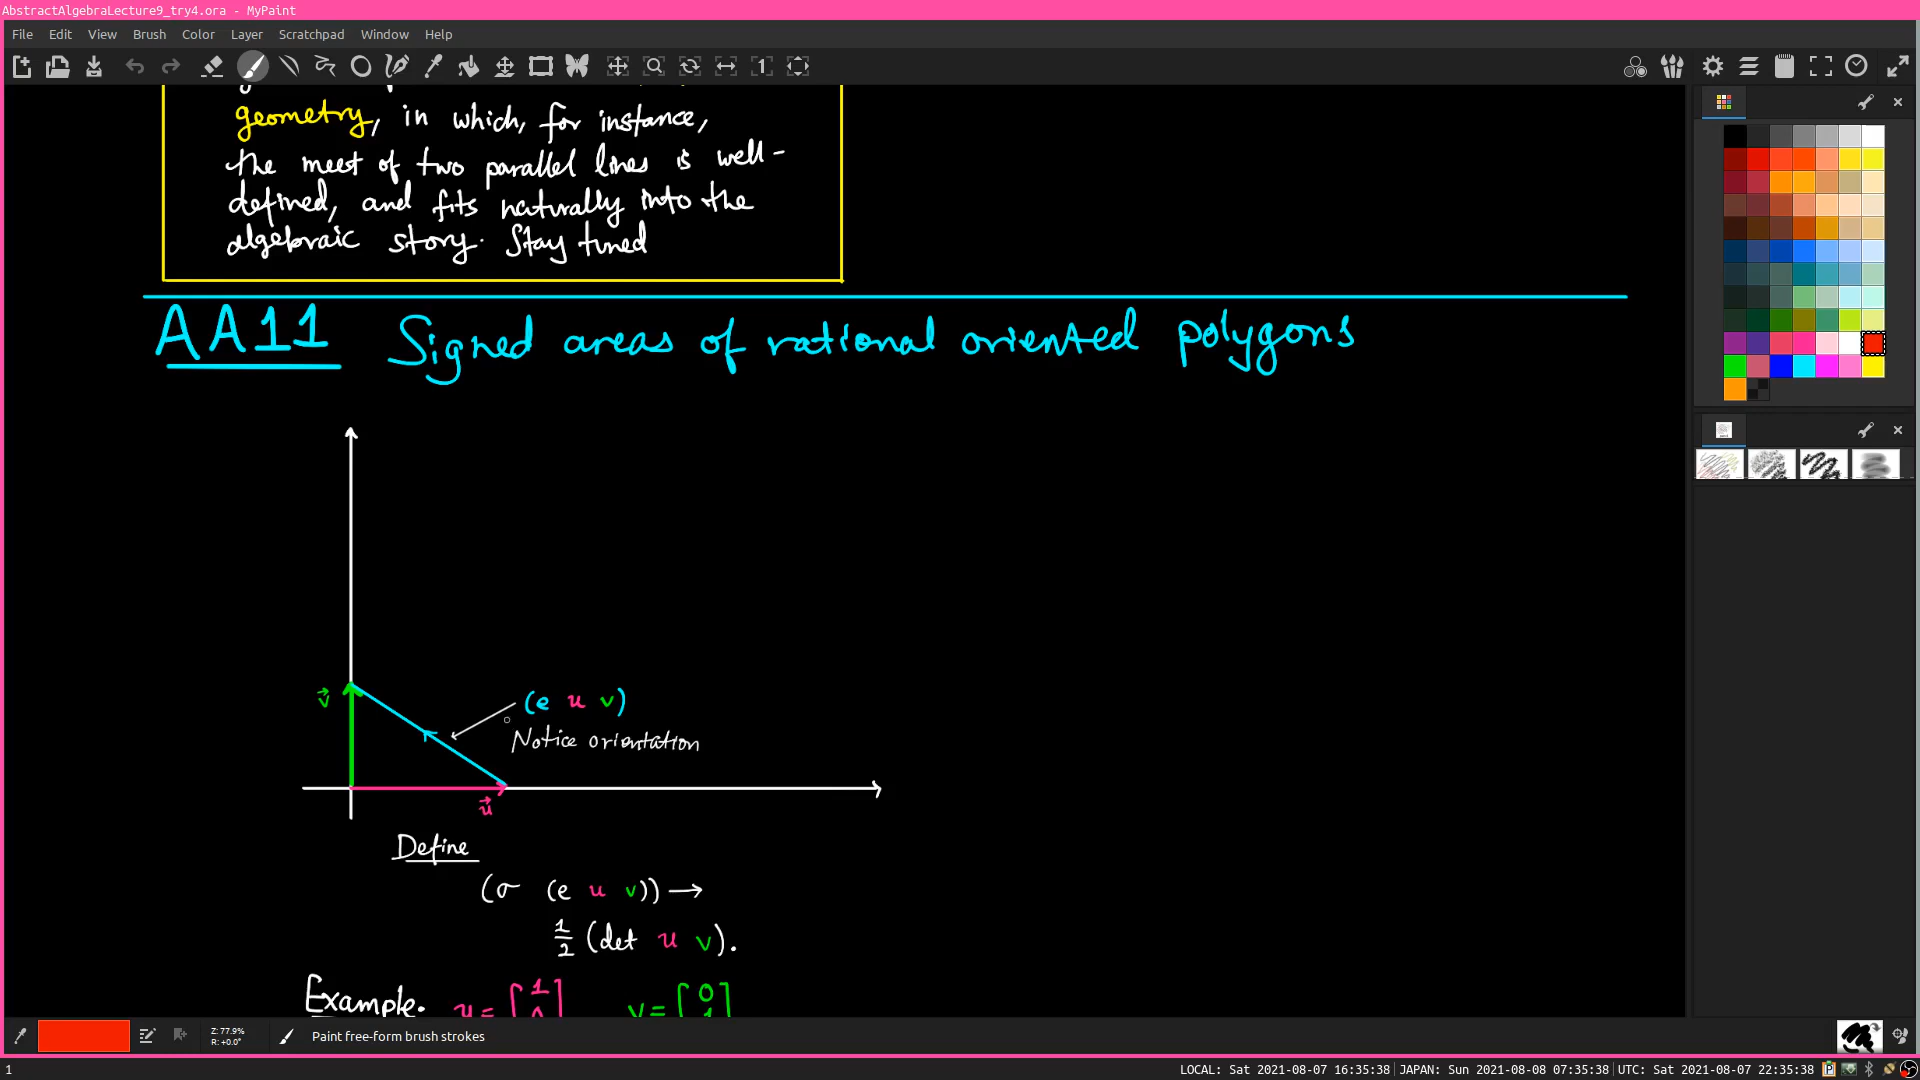 AbstractAlgebraLecture9_try4.ora - MyPaint
File Edit View Brush Color Layer Scratchpad Window Help
geometry, in which, for instance,
the meet of two parallel lines is well-
defined, and fits naturally into the
algebraic story. Stay tuned
AA11 Signed areas of rational oriented polygons
v⃗
(e u v)
Notice orientation
u⃗
Define
(σ (e u v)) →
1/2 (det u v).
Example. u = [1 v = [0
Z: 77.9%
R: +0.0°
Paint free-form brush strokes
1 LOCAL: Sat 2021-08-07 16:35:38 | JAPAN: Sun 2021-08-08 07:35:38 | UTC: Sat 2021-08-07 22:35:38